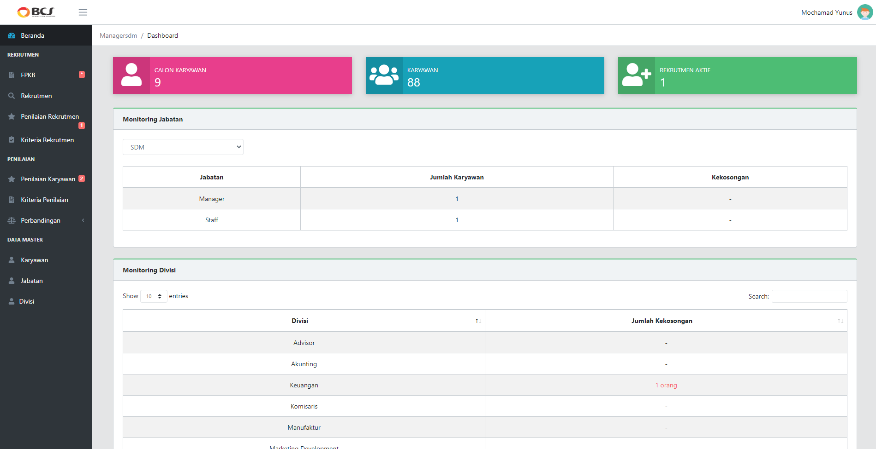 BCS
Mochamad Yunus
Beranda
Managersdm / Dashboard
REKRUTMEN
FPKB
Rekrutmen
Penilaian Rekrutmen
Kriteria Rekrutmen
PENILAIAN
Penilaian Karyawan
Kriteria Penilaian
Perbandingan
DATA MASTER
Karyawan
Jabatan
Divisi
CALON KARYAWAN
9
KARYAWAN
88
REKRUTMEN AKTIF
1
Monitoring Jabatan
SDM
Jabatan Jumlah Karyawan Kekosongan
Manager 1 -
Staff 1 -
Monitoring Divisi
Show 10 entries Search:
Divisi Jumlah Kekosongan
Advisor -
Akunting -
Keuangan 1 orang
Komisaris -
Manufaktur -
Marketing Development